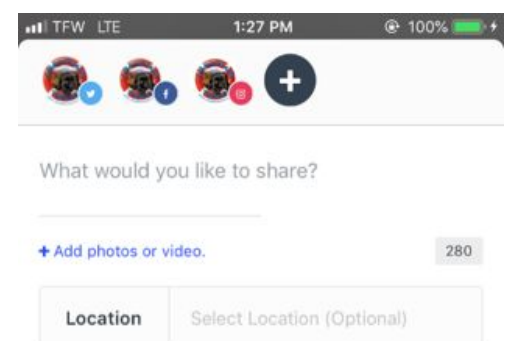 TFW LTE 1:27 PM 100%
What would you like to share?
+ Add photos or video. 280
Location Select Location (Optional)